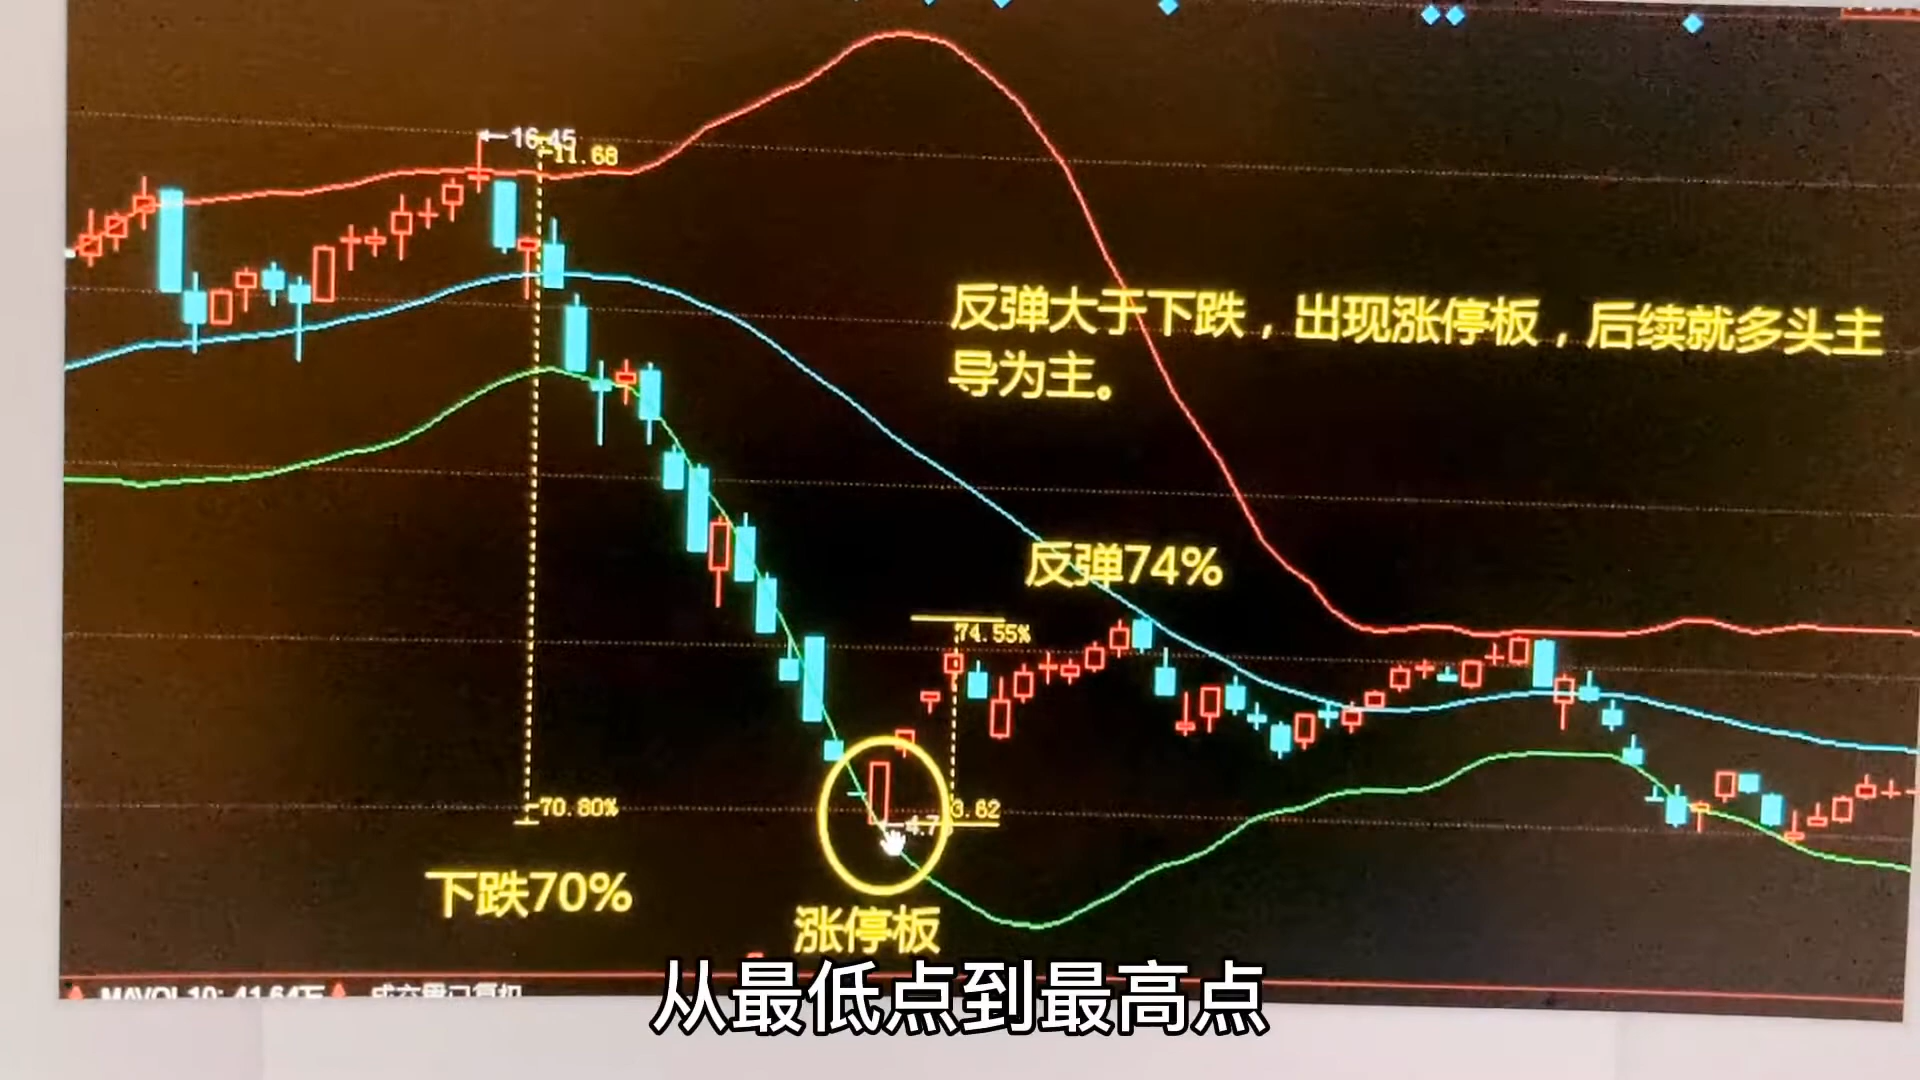 16.45
11.68
反弹大于下跌，出现涨停板，后续就多头主
导为主。
反弹74%
74.55%
-70.80%
3.62
下跌70%
涨停板
从最低点到最高点